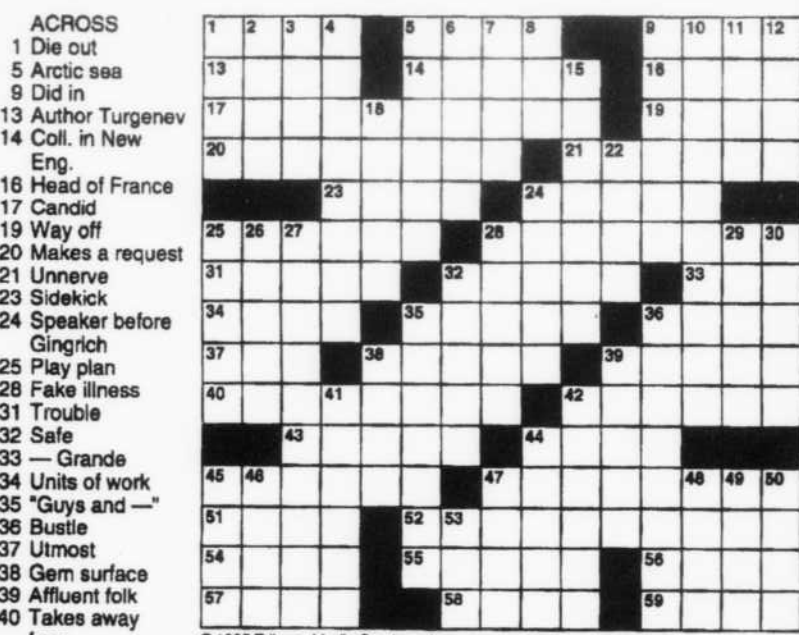 ACROSS
1 Die out
5 Arctic sea
9 Did in
13 Author Turgenev
14 Coll. in New
Eng.
16 Head of France
17 Candid
19 Way off
20 Makes a request
21 Unnerve
23 Sidekick
24 Speaker before
Gingrich
25 Play plan
28 Fake illness
31 Trouble
32 Safe
33 — Grande
34 Units of work
35 "Guys and —"
36 Bustle
37 Utmost
38 Gem surface
39 Affluent folk
40 Takes away
1 2 3 4 5 6 7 8 9 10 11 12
13 14 15 16
17 18 19
20 21 22
23 24
25 26 27 28 29 30
31 32 33
34 35 36
37 38 39
40 41 42
43 44
45 46 47 48 49 50
51 52 53
54 55 56
57 58 59